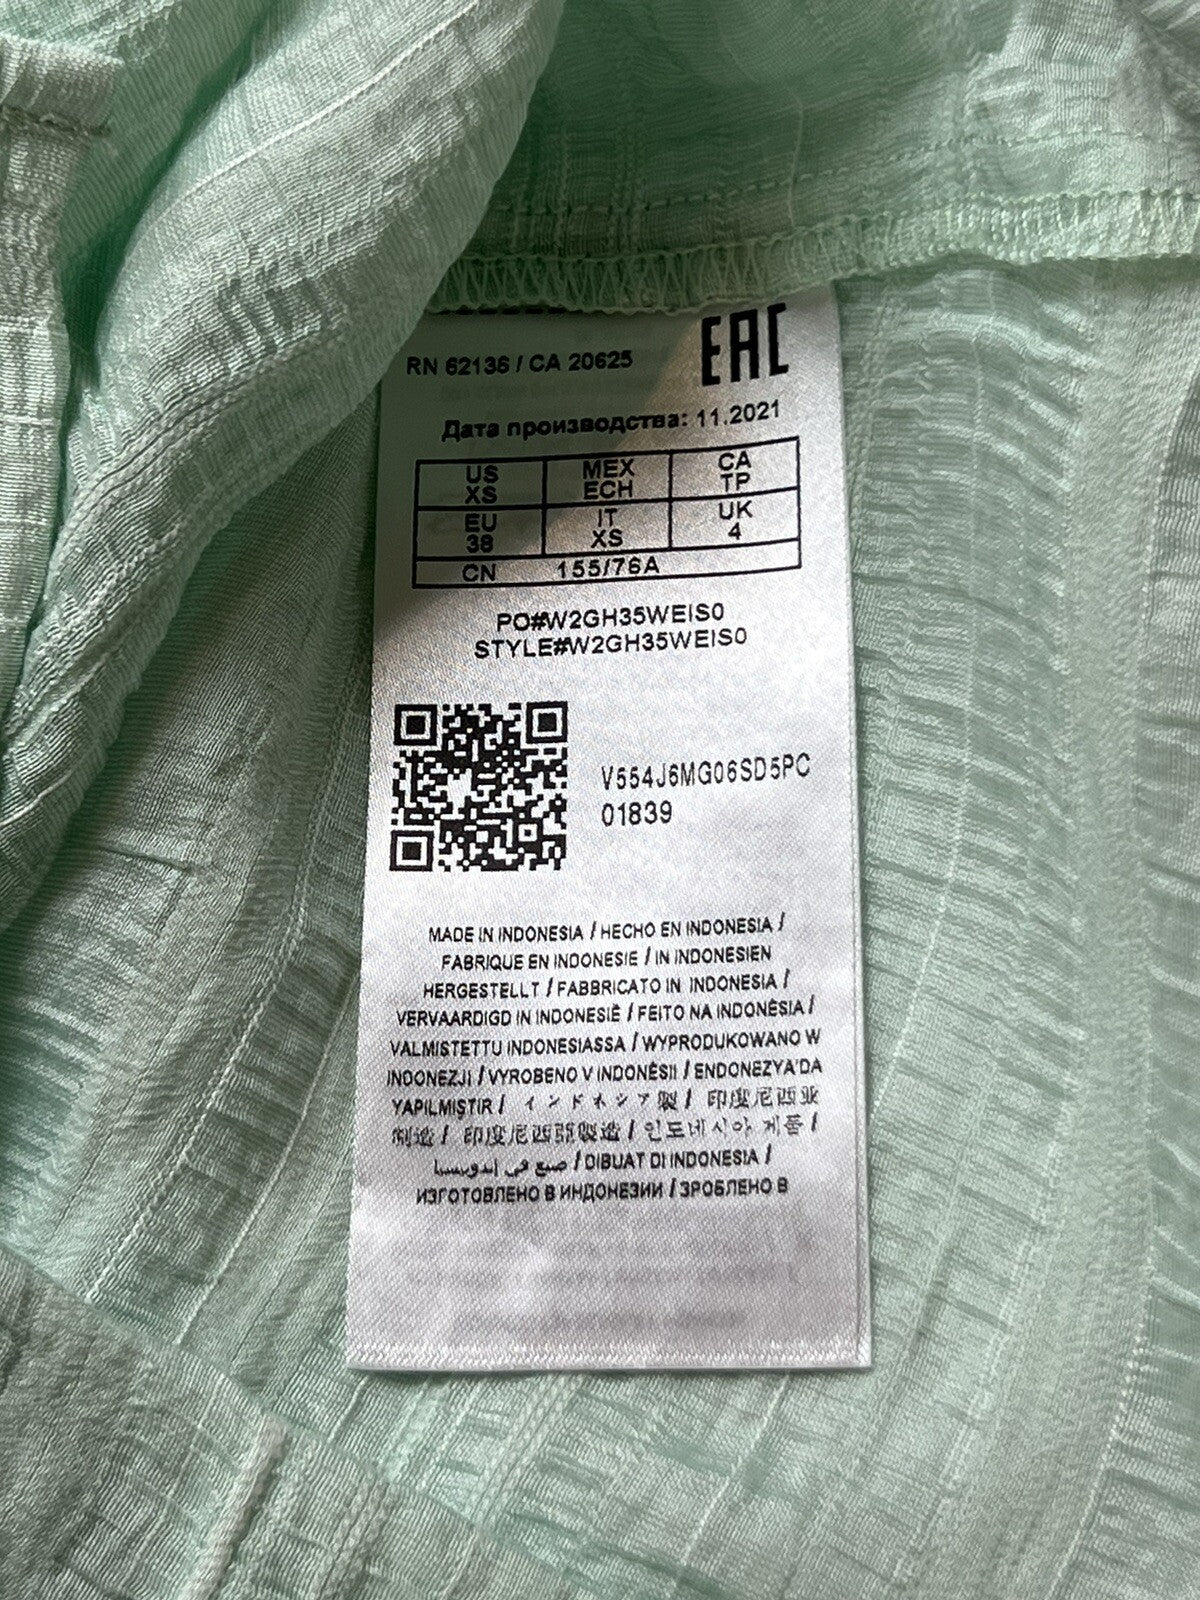 EAC
RN 62136 / CA 20625
Дата производства: 11.2021
US MEX CA
XS ECH TP
EU IT UK
38 XS 4
CN 155/76A
PO#W2GH35WEIS0
STYLE#W2GH35WEIS0
V554J6MG06SD5PC
01839
MADE IN INDONESIA / HECHO EN INDONESIA /
FABRIQUE EN INDONESIE / IN INDONESIEN
HERGESTELLT / FABBRICATO IN INDONESIA /
VERVAARDIGD IN INDONESIË / FEITO NA INDONÉSIA /
VALMISTETTU INDONESIASSA / WYPRODUKOWANO W
INDONEZJI / VYROBENO V INDONÉSII / ENDONEZYA'DA
YAPILMIŞTIR / インドネシア製 / 印度尼西亚
制造 / 印度尼西亞製造 / 인도네시아 제품 /
صنع في إندونيسيا / DIBUAT DI INDONESIA /
ИЗГОТОВЛЕНО В ИНДОНЕЗИИ / ЗРОБЛЕНО В